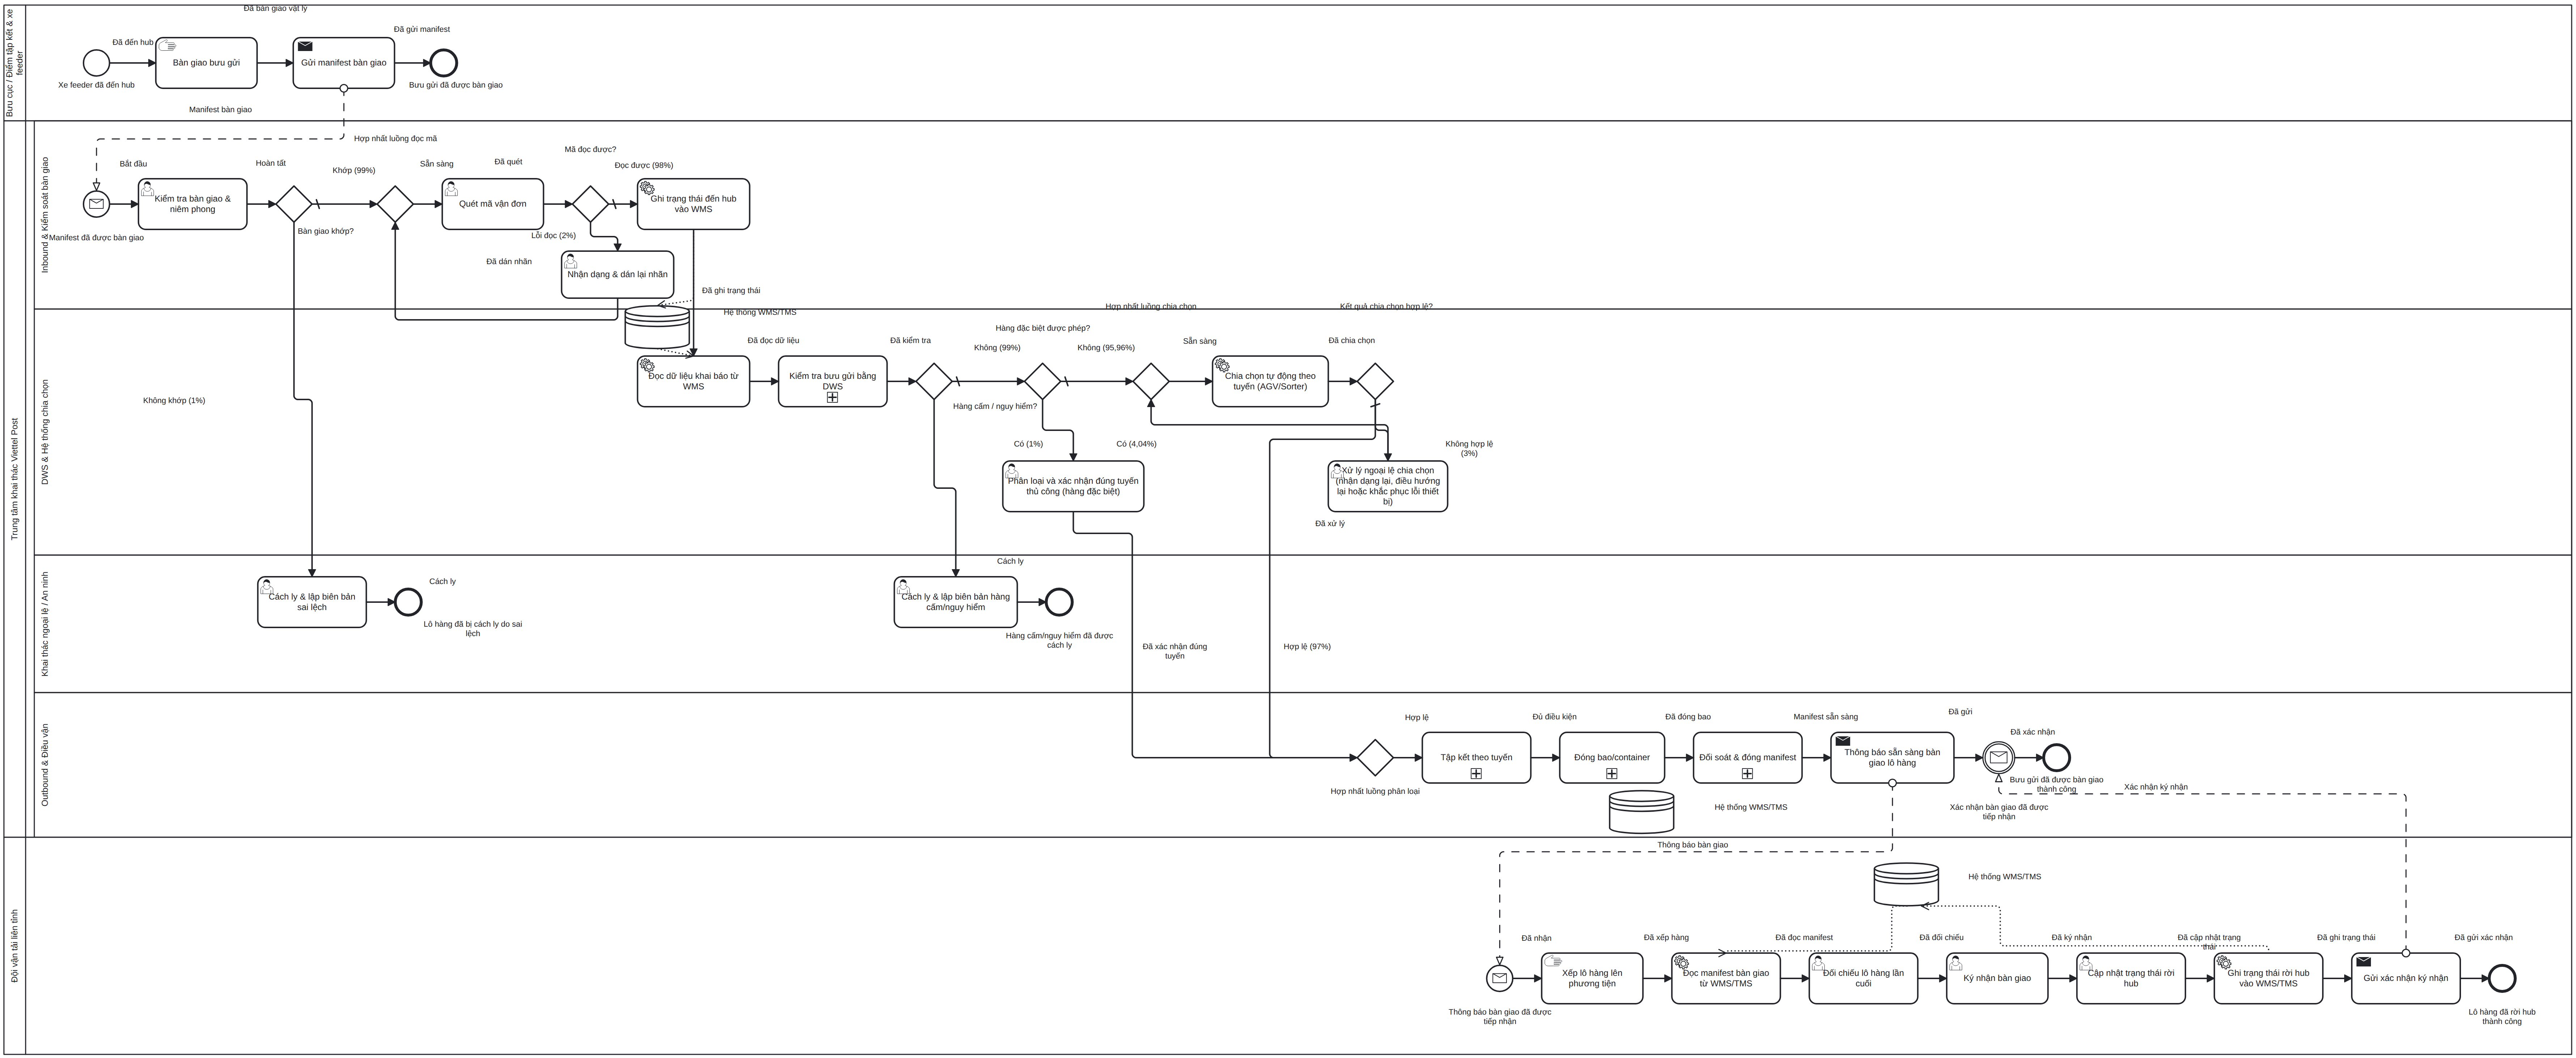 Bưu cục / Điểm tập kết & xe
feeder
Đã bàn giao vật lý
Đã đến hub
Xe feeder đã đến hub
Bàn giao bưu gửi
Gửi manifest bàn giao
Đã gửi manifest
Bưu gửi đã được bàn giao
Manifest bàn giao
Trung tâm khai thác Viettel Post
Inbound & Kiểm soát bàn giao
Hợp nhất luồng đọc mã
Bắt đầu
Manifest đã được bàn giao
Kiểm tra bàn giao &
niêm phong
Hoàn tất
Bàn giao khớp?
Khớp (99%)
Sẵn sàng
Quét mã vận đơn
Đã quét
Mã đọc được?
Đọc được (98%)
Ghi trạng thái đến hub
vào WMS
Lỗi đọc (2%)
Đã dán nhãn
Nhận dạng & dán lại nhãn
Đã ghi trạng thái
Hệ thống WMS/TMS
Không khớp (1%)
DWS & Hệ thống chia chọn
Đọc dữ liệu khai báo từ
WMS
Đã đọc dữ liệu
Kiểm tra bưu gửi bằng
DWS
Đã kiểm tra
Hàng cấm / nguy hiểm?
Không (99%)
Hàng đặc biệt được phép?
Không (95,96%)
Hợp nhất luồng chia chọn
Sẵn sàng
Chia chọn tự động theo
tuyến (AGV/Sorter)
Đã chia chọn
Kết quả chia chọn hợp lệ?
Có (1%)
Có (4,04%)
Không hợp lệ
(3%)
Phân loại và xác nhận đúng tuyến
thủ công (hàng đặc biệt)
Xử lý ngoại lệ chia chọn
(nhận dạng lại, điều hướng
lại hoặc khắc phục lỗi thiết
bị)
Đã xử lý
Khai thác ngoại lệ / An ninh
Cách ly & lập biên bản
sai lệch
Cách ly
Lô hàng đã bị cách ly do sai
lệch
Cách ly & lập biên bản hàng
cấm/nguy hiểm
Cách ly
Hàng cấm/nguy hiểm đã được
cách ly
Đã xác nhận đúng
tuyến
Hợp lệ (97%)
Outbound & Điều vận
Hợp nhất luồng phân loại
Hợp lệ
Tập kết theo tuyến
Đủ điều kiện
Đóng bao/container
Đã đóng bao
Đối soát & đóng manifest
Manifest sẵn sàng
Thông báo sẵn sàng bàn
giao lô hàng
Đã gửi
Đã xác nhận
Bưu gửi đã được bàn giao
thành công
Xác nhận ký nhận
Xác nhận bàn giao đã được
tiếp nhận
Hệ thống WMS/TMS
Đội vận tải liên tỉnh
Thông báo bàn giao
Hệ thống WMS/TMS
Thông báo bàn giao đã được
tiếp nhận
Đã nhận
Xếp lô hàng lên
phương tiện
Đã xếp hàng
Đọc manifest bàn giao
từ WMS/TMS
Đã đọc manifest
Đối chiếu lô hàng lần
cuối
Đã đối chiếu
Ký nhận bàn giao
Đã ký nhận
Cập nhật trạng thái rời
hub
Đã cập nhật trạng
thái
Ghi trạng thái rời hub
vào WMS/TMS
Đã ghi trạng thái
Gửi xác nhận ký nhận
Đã gửi xác nhận
Lô hàng đã rời hub
thành công